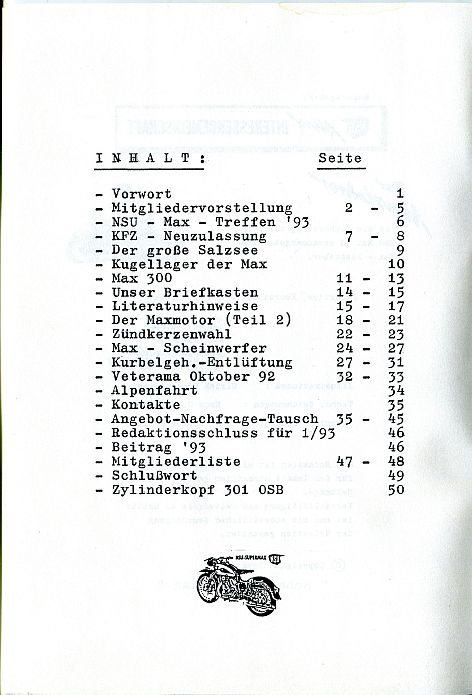 I N H A L T : Seite
- Vorwort 1
- Mitgliedervorstellung 2 - 5
- NSU - Max - Treffen '93 6
- KFZ - Neuzulassung 7 - 8
- Der große Salzsee 9
- Kugellager der Max 10
- Max 300 11 - 13
- Unser Briefkasten 14 - 15
- Literaturhinweise 15 - 17
- Der Maxmotor (Teil 2) 18 - 21
- Zündkerzenwahl 22 - 23
- Max - Scheinwerfer 24 - 27
- Kurbelgeh.-Entlüftung 27 - 31
- Veterama Oktober 92 32 - 33
- Alpenfahrt 34
- Kontakte 35
- Angebot-Nachfrage-Tausch 35 - 45
- Redaktionsschluss für 1/93 46
- Beitrag '93 46
- Mitgliederliste 47 - 48
- Schlußwort 49
- Zylinderkopf 301 OSB 50
NSU-SUPERMAX